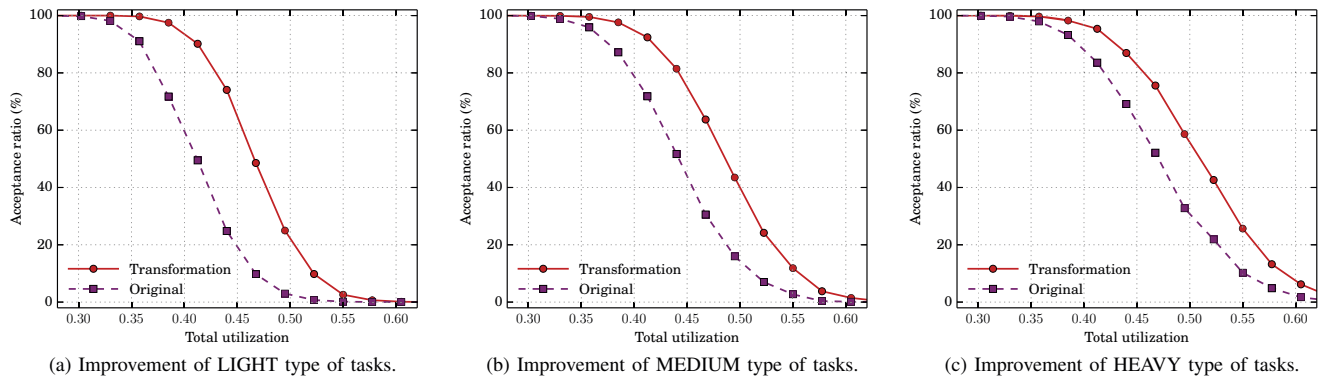 100
80
60
40
20
0
Acceptance ratio (%)
Transformation
Original
0.30 0.35 0.40 0.45 0.50 0.55 0.60
Total utilization
(a) Improvement of LIGHT type of tasks.
100
80
60
40
20
0
Acceptance ratio (%)
Transformation
Original
0.30 0.35 0.40 0.45 0.50 0.55 0.60
Total utilization
(b) Improvement of MEDIUM type of tasks.
100
80
60
40
20
0
Acceptance ratio (%)
Transformation
Original
0.30 0.35 0.40 0.45 0.50 0.55 0.60
Total utilization
(c) Improvement of HEAVY type of tasks.